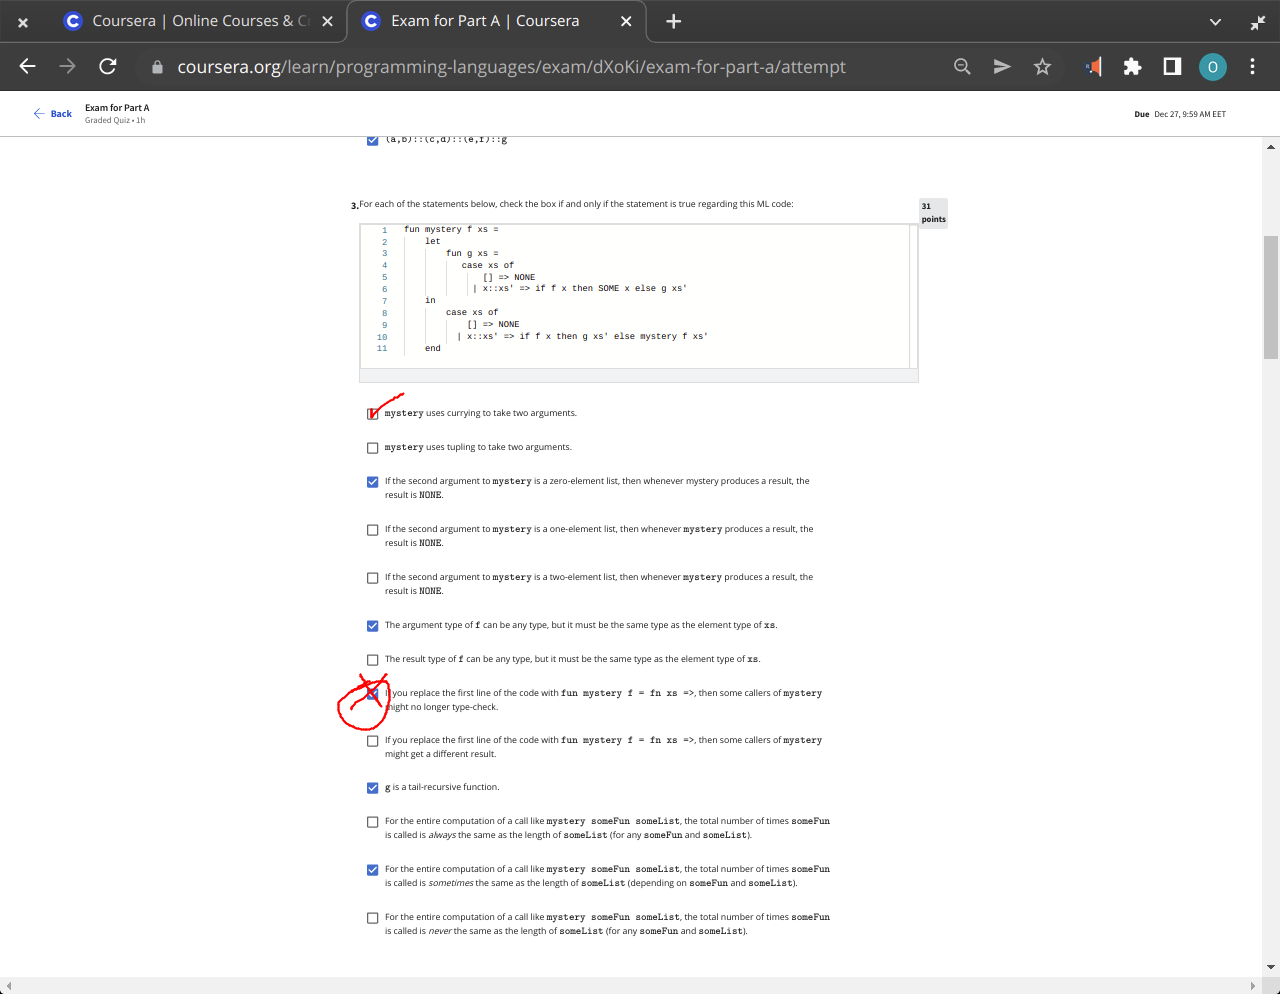 Coursera | Online Courses & C
Exam for Part A | Coursera
coursera.org/learn/programming-languages/exam/dXoKi/exam-for-part-a/attempt
O
Back
Exam for Part A
Graded Quiz • 1h
Due Dec 27, 9:59 AM EET
(a,b)::(c,d)::(e,f)::g
3. For each of the statements below, check the box if and only if the statement is true regarding this ML code:
31 points
1 fun mystery f xs =
2 let
3 fun g xs =
4 case xs of
5 [] => NONE
6 | x::xs' => if f x then SOME x else g xs'
7 in
8 case xs of
9 [] => NONE
10 | x::xs' => if f x then g xs' else mystery f xs'
11 end
mystery uses currying to take two arguments.
mystery uses tupling to take two arguments.
If the second argument to mystery is a zero-element list, then whenever mystery produces a result, the
result is NONE.
If the second argument to mystery is a one-element list, then whenever mystery produces a result, the
result is NONE.
If the second argument to mystery is a two-element list, then whenever mystery produces a result, the
result is NONE.
The argument type of f can be any type, but it must be the same type as the element type of xs.
The result type of f can be any type, but it must be the same type as the element type of xs.
If you replace the first line of the code with fun mystery f = fn xs =>, then some callers of mystery
might no longer type-check.
If you replace the first line of the code with fun mystery f = fn xs =>, then some callers of mystery
might get a different result.
g is a tail-recursive function.
For the entire computation of a call like mystery someFun someList, the total number of times someFun
is called is always the same as the length of someList (for any someFun and someList).
For the entire computation of a call like mystery someFun someList, the total number of times someFun
is called is sometimes the same as the length of someList (depending on someFun and someList).
For the entire computation of a call like mystery someFun someList, the total number of times someFun
is called is never the same as the length of someList (for any someFun and someList).